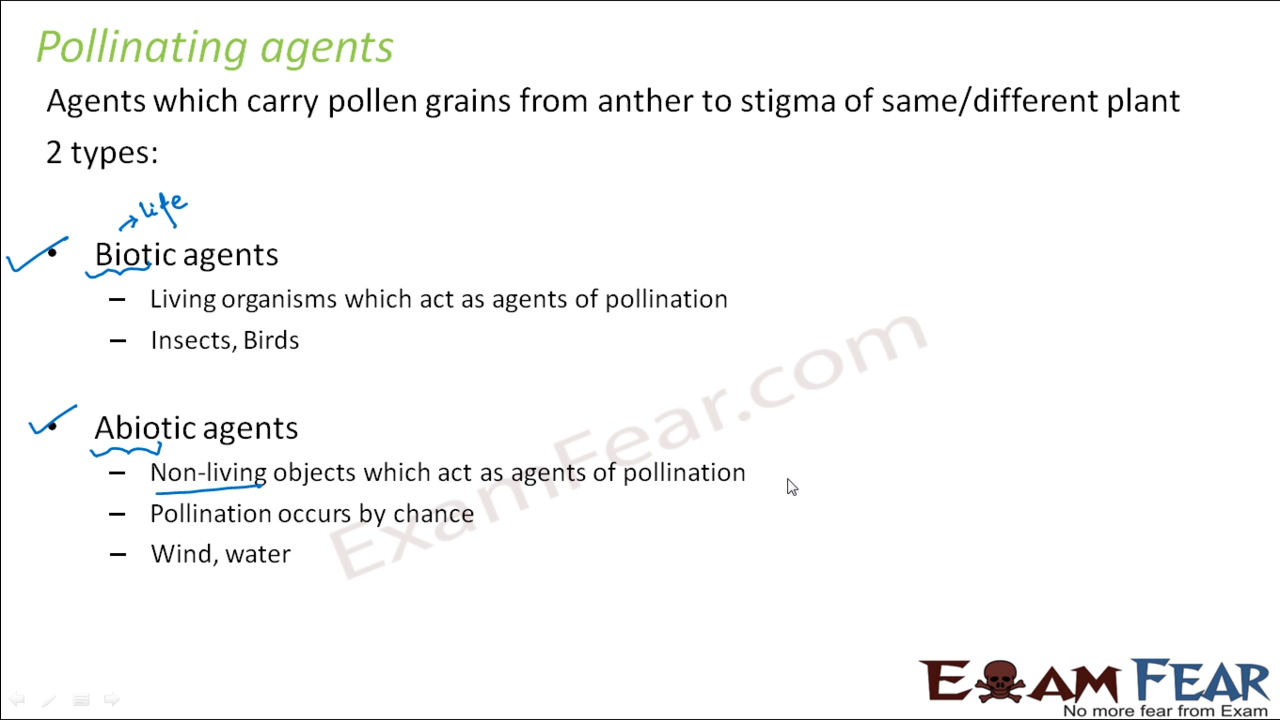 Pollinating agents
Agents which carry pollen grains from anther to stigma of same/different plant
2 types:
life
• Biotic agents
– Living organisms which act as agents of pollination
– Insects, Birds
• Abiotic agents
– Non-living objects which act as agents of pollination
– Pollination occurs by chance
– Wind, water
ExamFear.com
EXAM FEAR
No more fear from Exam